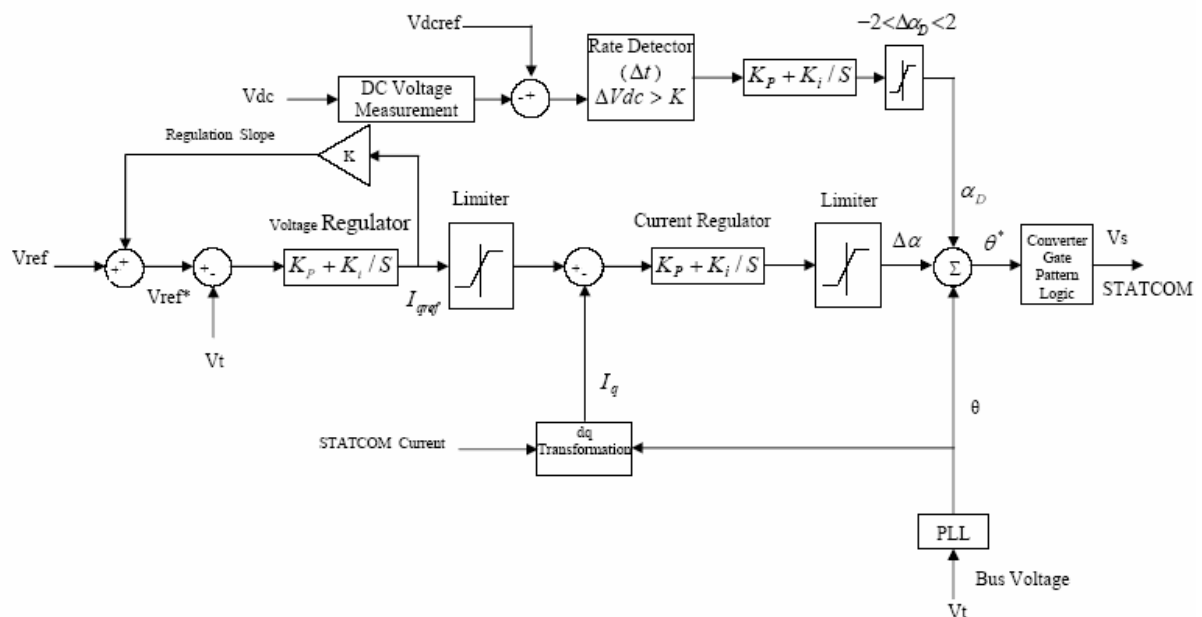 Vdcref
−2<Δα_D<2
Rate Detector
(Δt)
ΔVdc > K
K_P + K_i / S
Vdc
DC Voltage
Measurement
- +
Regulation Slope
K
α_D
Voltage Regulator
Limiter
Current Regulator
Limiter
Vref
+ +
Vref*
+ -
K_P + K_i / S
I_qref
+ -
K_P + K_i / S
Δα
Σ
θ*
Converter
Gate
Pattern
Logic
Vs
STATCOM
Vt
I_q
θ
STATCOM Current
dq
Transformation
PLL
Bus Voltage
Vt